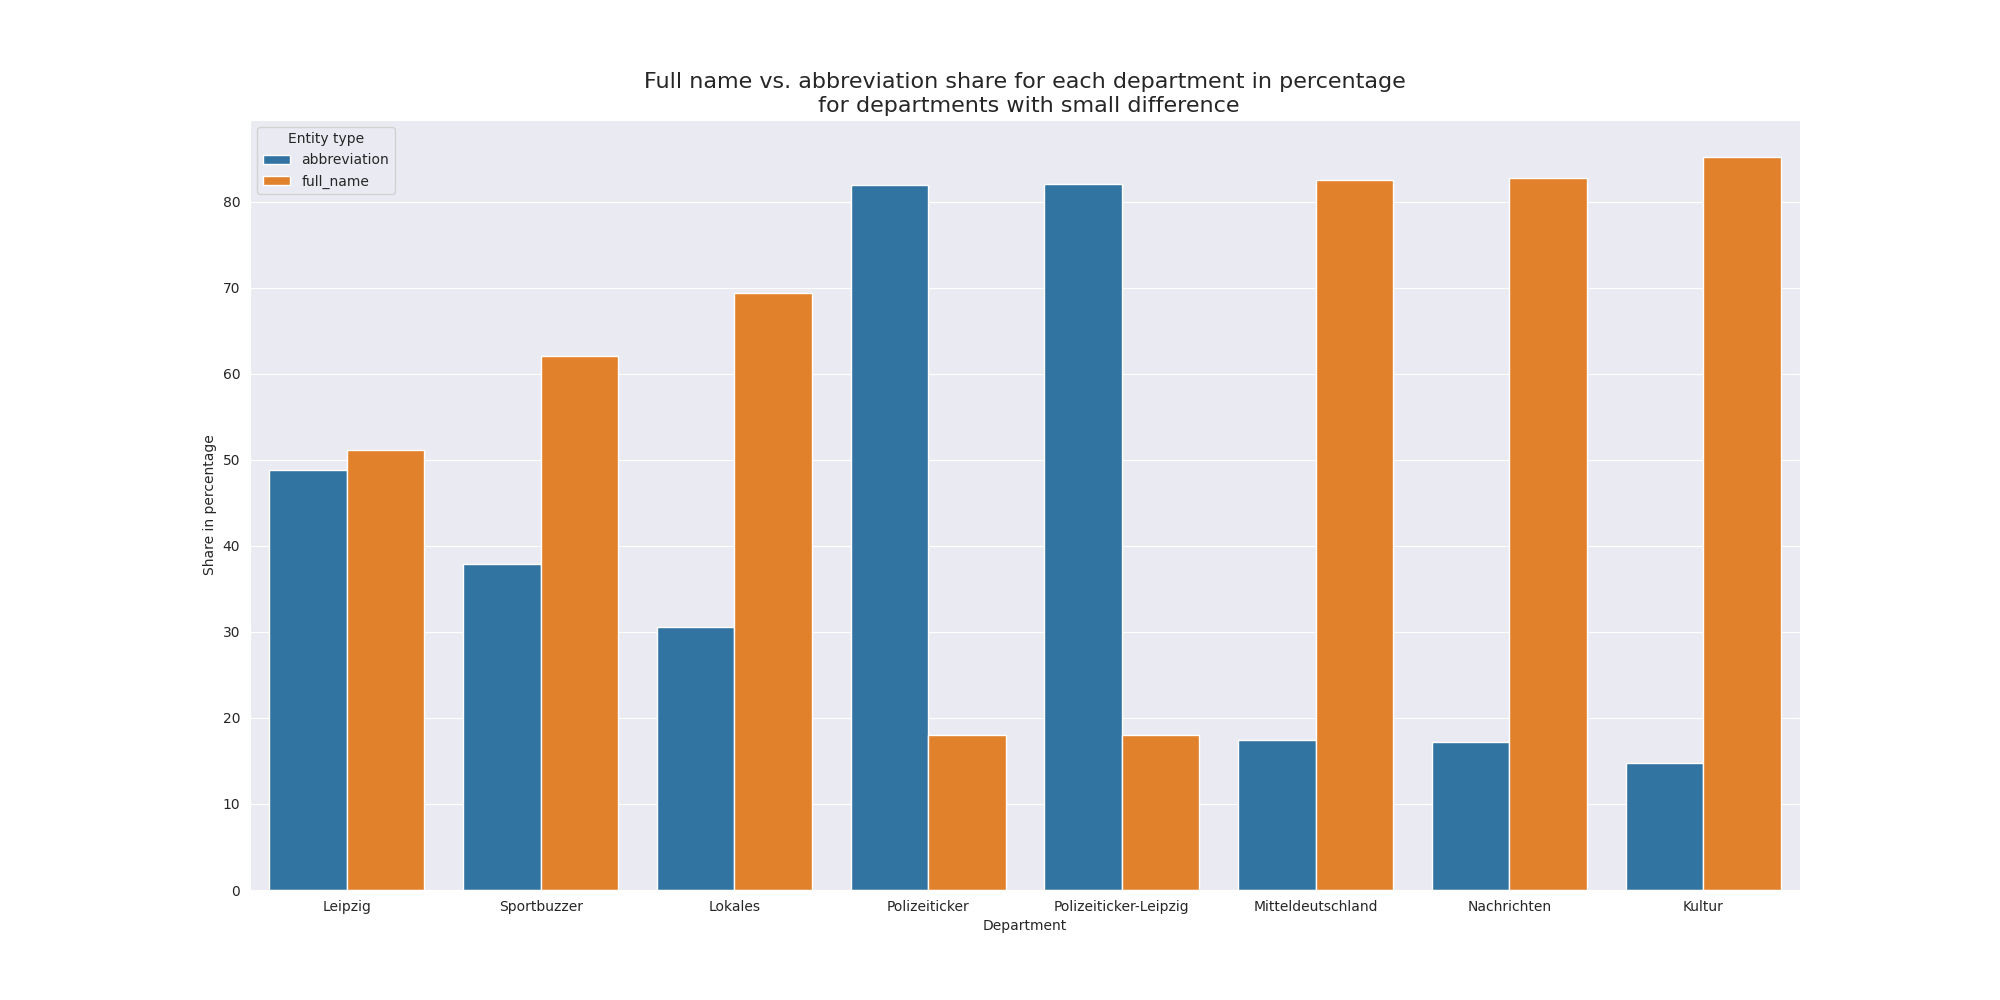 Full name vs. abbreviation share for each department in percentage
for departments with small difference
Entity type
abbreviation
full_name
80
70
60
50
40
30
20
10
0
Share in percentage
Leipzig Sportbuzzer Lokales Polizeiticker Polizeiticker-Leipzig Mitteldeutschland Nachrichten Kultur
Department